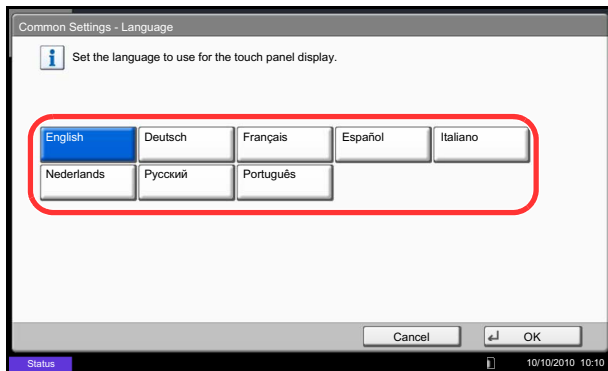 Common Settings - Language
Set the language to use for the touch panel display.
English Deutsch Français Español Italiano
Nederlands Русский Português
Cancel OK
Status 10/10/2010 10:10